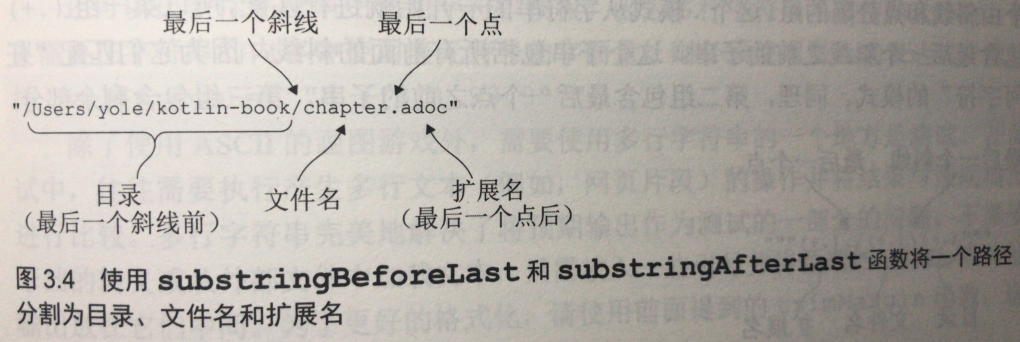 最后一个斜线 最后一个点
"/Users/yole/kotlin-book/chapter.adoc"
目录 文件名 扩展名
（最后一个斜线前） （最后一个点后）
图 3.4 使用 substringBeforeLast 和 substringAfterLast 函数将一个路径
分割为目录、文件名和扩展名